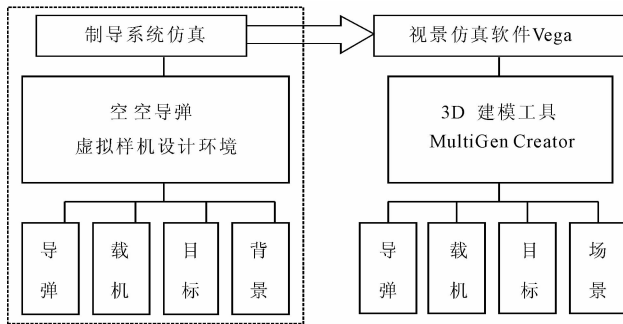 制导系统仿真
视景仿真软件Vega
空空导弹
虚拟样机设计环境
3D 建模工具
MultiGen Creator
导弹
载机
目标
背景
导弹
载机
目标
场景